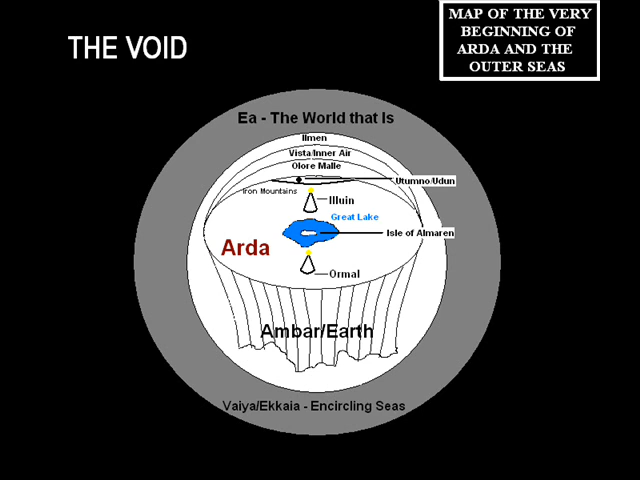 THE VOID
MAP OF THE VERY
BEGINNING OF
ARDA AND THE
OUTER SEAS
Ea - The World that Is
Ilmen
Vista/Inner Air
Olore Malle
Utumno/Udun
Iron Mountains
Illuin
Great Lake
Isle of Almaren
Arda
Ormal
Ambar/Earth
Vaiya/Ekkaia - Encircling Seas